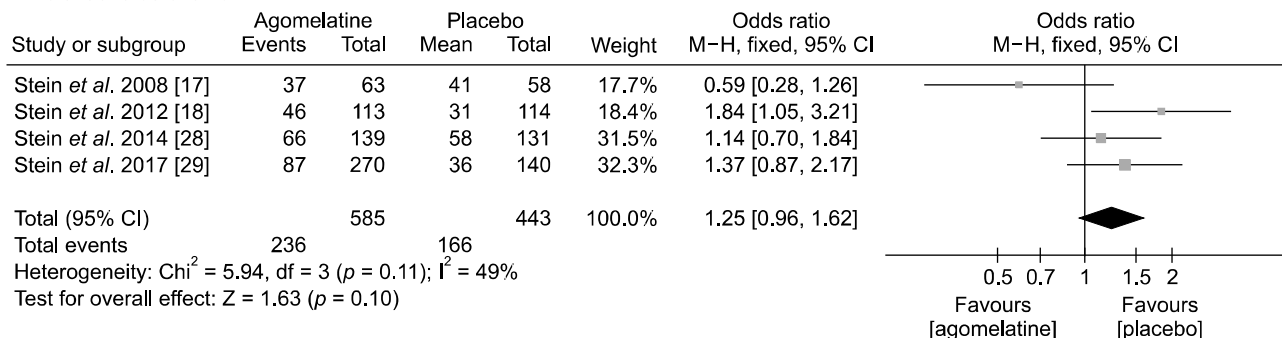 Agomelatine Placebo Odds ratio Odds ratio
Study or subgroup Events Total Mean Total Weight M−H, fixed, 95% CI M−H, fixed, 95% CI
Stein et al. 2008 [17] 37 63 41 58 17.7% 0.59 [0.28, 1.26]
Stein et al. 2012 [18] 46 113 31 114 18.4% 1.84 [1.05, 3.21]
Stein et al. 2014 [28] 66 139 58 131 31.5% 1.14 [0.70, 1.84]
Stein et al. 2017 [29] 87 270 36 140 32.3% 1.37 [0.87, 2.17]
Total (95% CI) 585 443 100.0% 1.25 [0.96, 1.62]
Total events 236 166
Heterogeneity: Chi² = 5.94, df = 3 (p = 0.11); I² = 49%
Test for overall effect: Z = 1.63 (p = 0.10)
0.5 0.7 1 1.5 2
Favours Favours
[agomelatine] [placebo]